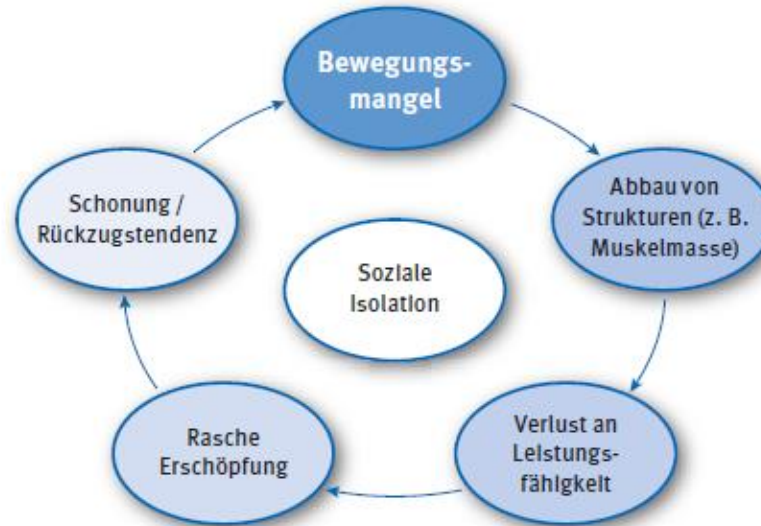 Bewegungs-
mangel
Abbau von
Strukturen (z. B.
Muskelmasse)
Verlust an
Leistungs-
fähigkeit
Rasche
Erschöpfung
Schonung /
Rückzugstendenz
Soziale
Isolation